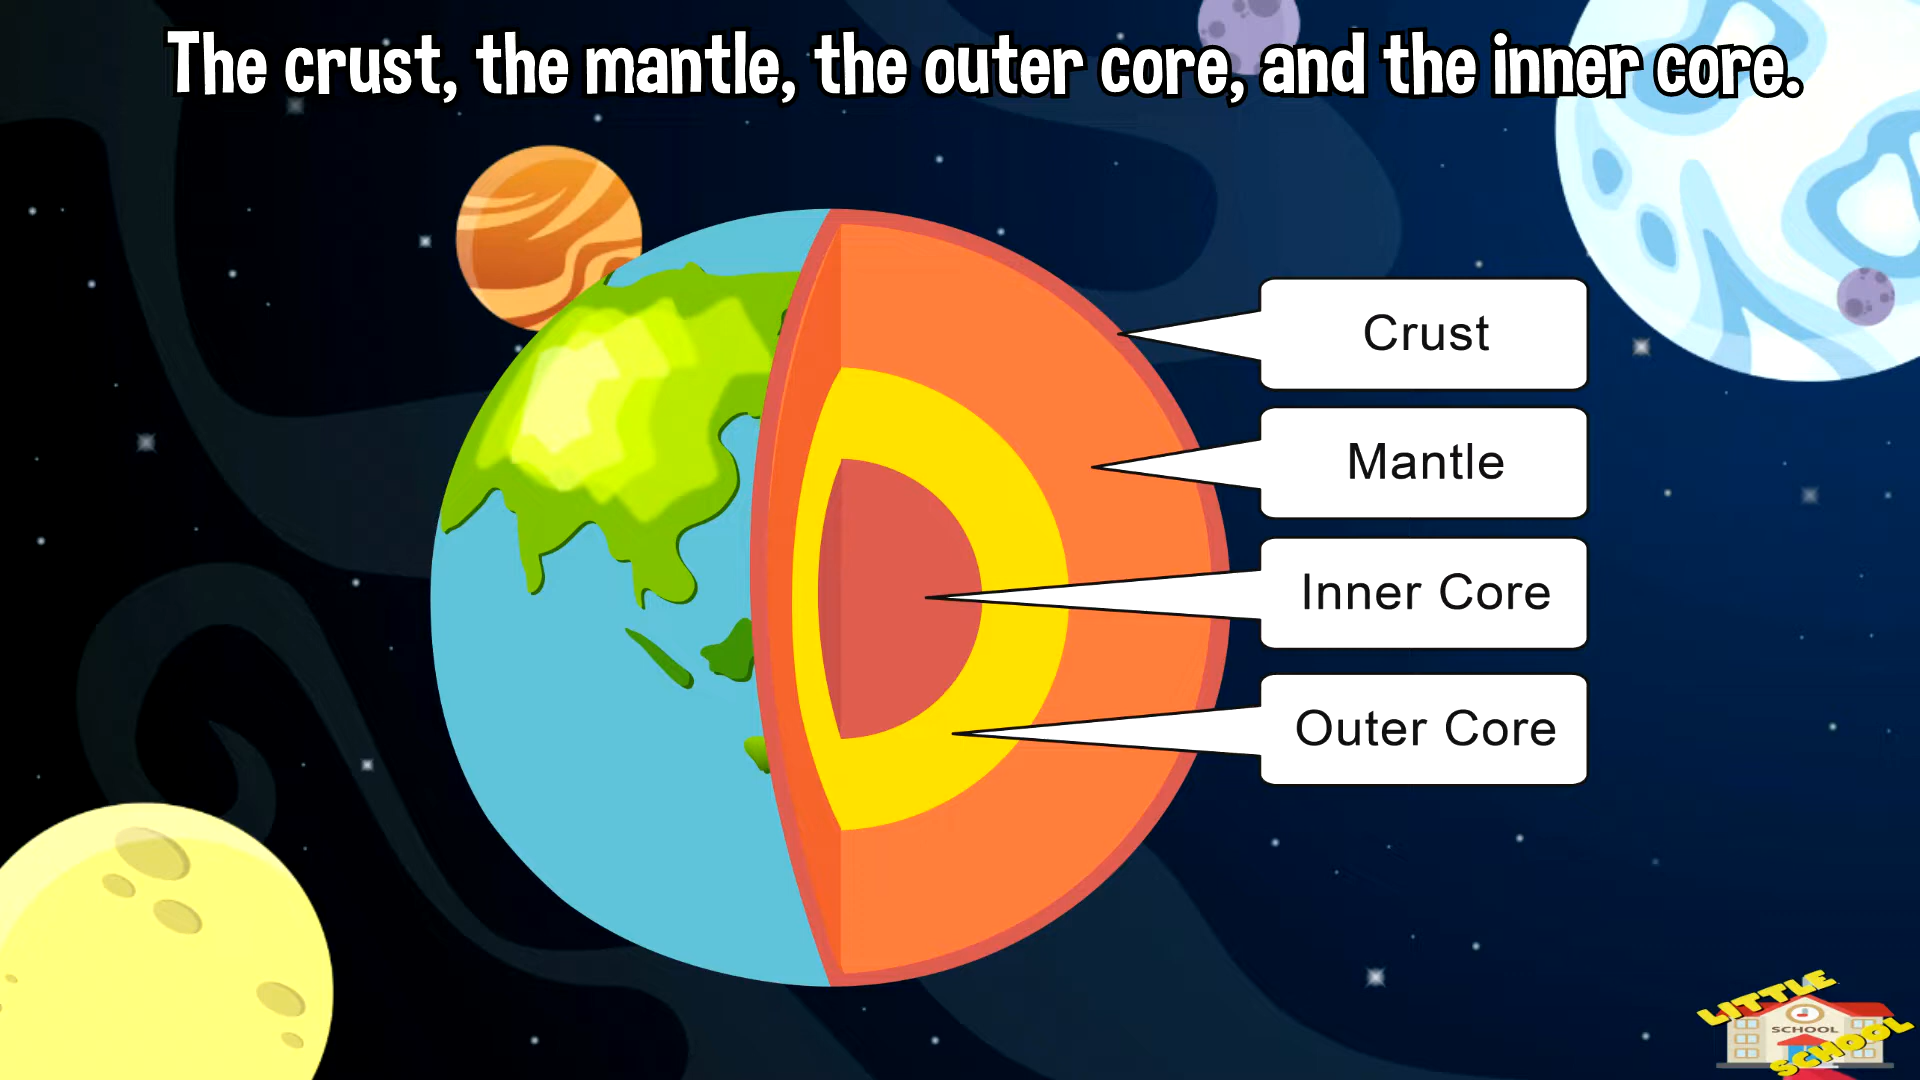 The crust, the mantle, the outer core, and the inner core.
Crust
Mantle
Inner Core
Outer Core
LITTLE
SCHOOL
SCHOOL